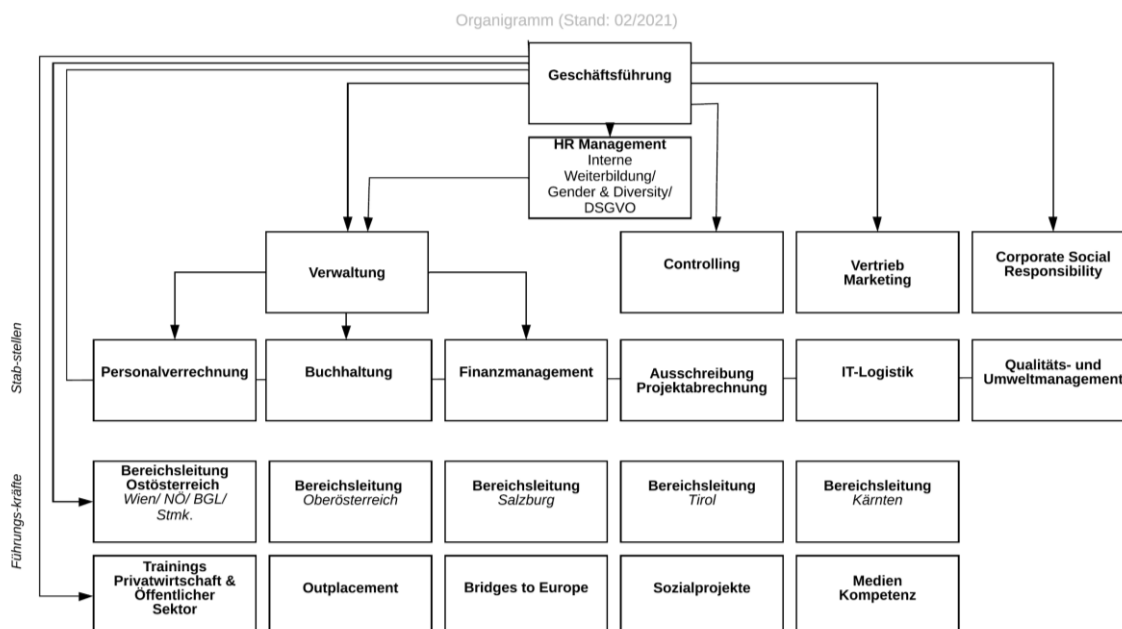 Organigramm (Stand: 02/2021)
Geschäftsführung
HR Management
Interne
Weiterbildung/
Gender & Diversity/
DSGVO
Verwaltung
Controlling
Vertrieb
Marketing
Corporate Social
Responsibility
Stab-stellen
Personalverrechnung
Buchhaltung
Finanzmanagement
Ausschreibung
Projektabrechnung
IT-Logistik
Qualitäts- und
Umweltmanagement
Führungs-kräfte
Bereichsleitung
Ostösterreich
Wien/ NÖ/ BGL/
Stmk.
Bereichsleitung
Oberösterreich
Bereichsleitung
Salzburg
Bereichsleitung
Tirol
Bereichsleitung
Kärnten
Trainings
Privatwirtschaft &
Öffentlicher
Sektor
Outplacement
Bridges to Europe
Sozialprojekte
Medien
Kompetenz